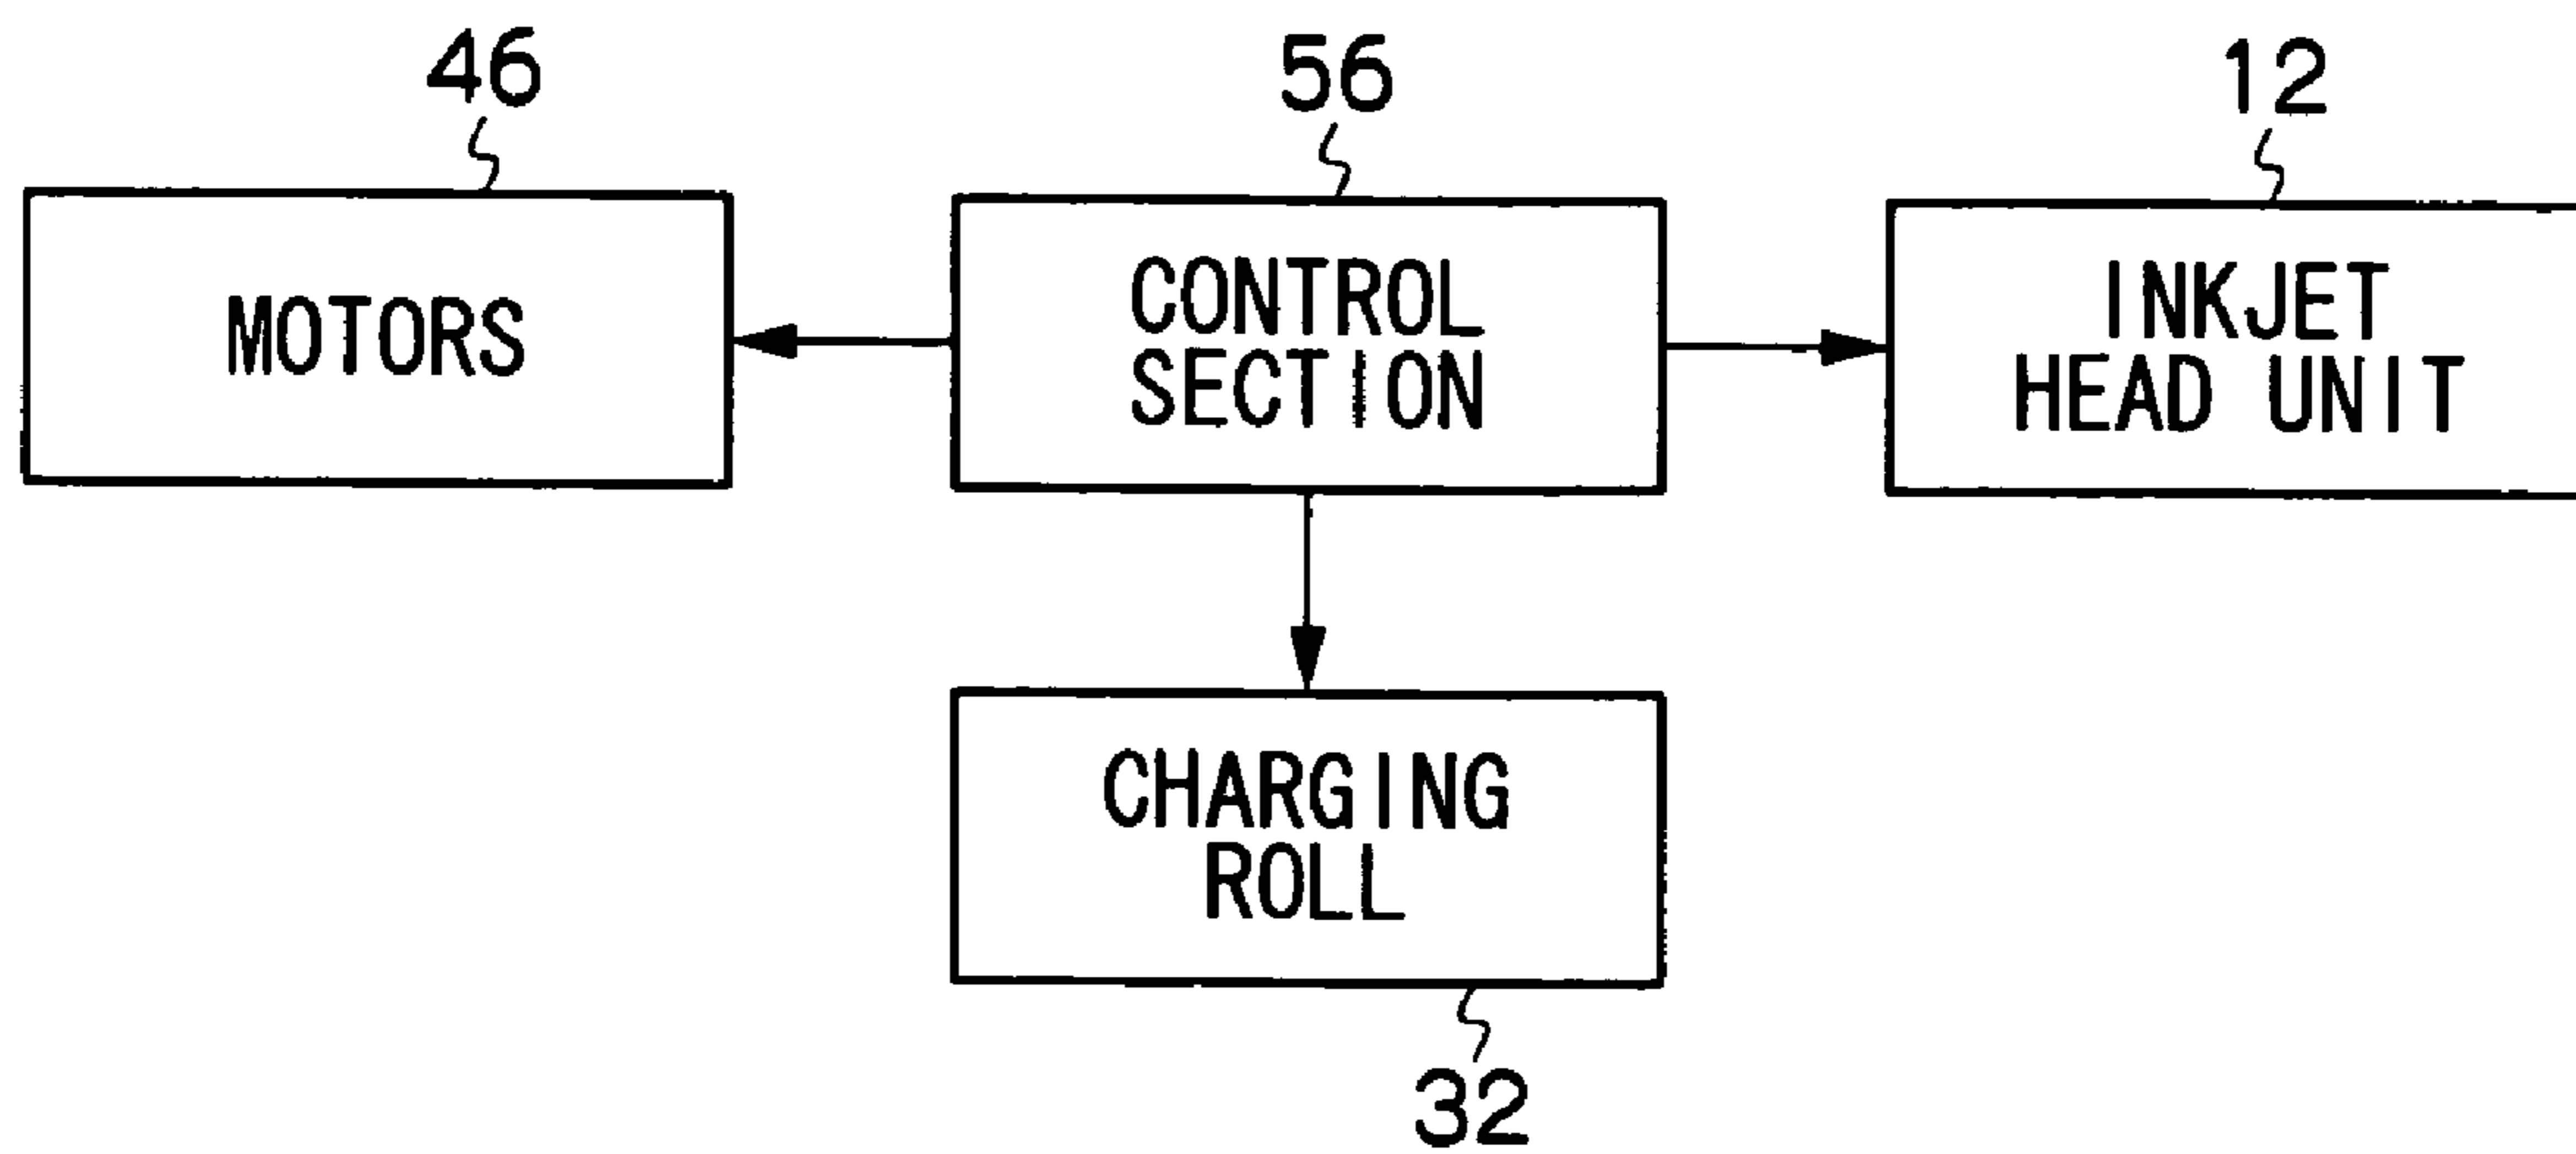 46
56
12
MOTORS
CONTROL
SECTION
INKJET
HEAD UNIT
CHARGING
ROLL
32